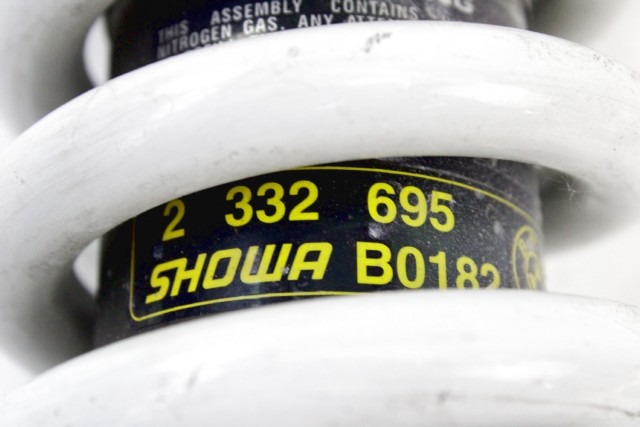 THIS ASSEMBLY CONTAINS
NITROGEN GAS. ANY
2 332 695
SHOWA B0182